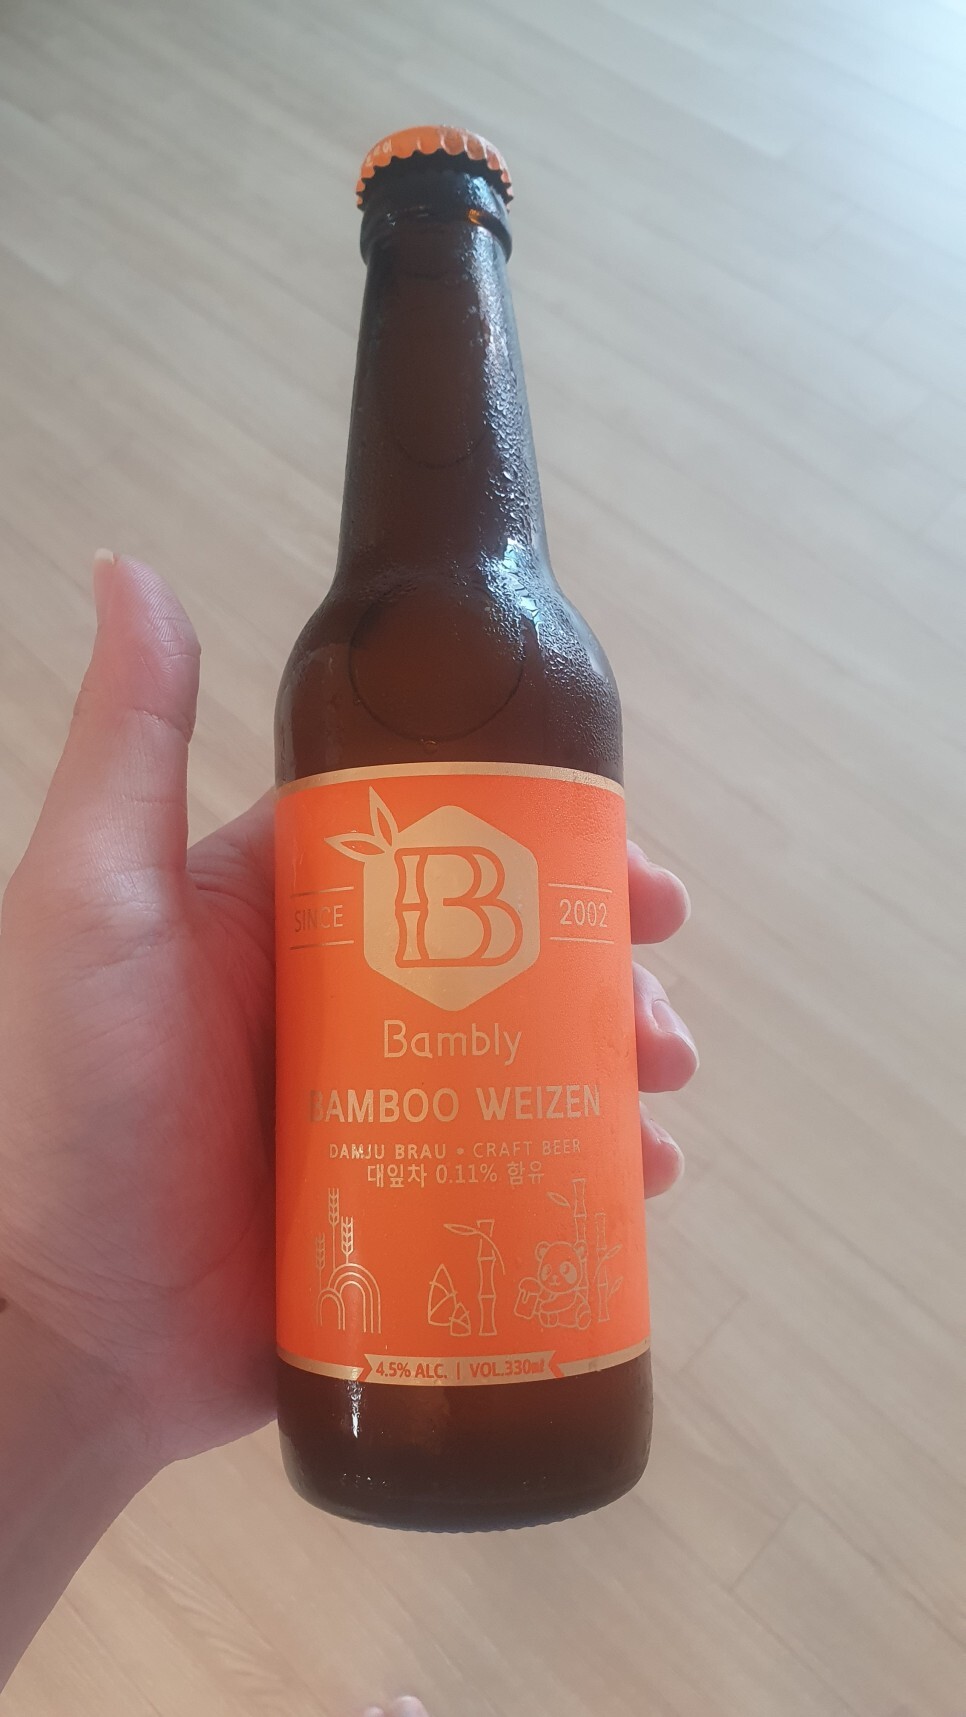 B
SINCE 2002
Bambly
BAMBOO WEIZEN
DAMJU BRAU • CRAFT BEER
대잎차 0.11% 함유
4.5% ALC. | VOL.330㎖